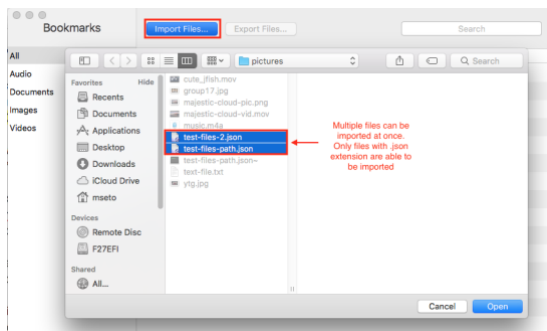 Bookmarks
Import Files...
Export Files...
Search
All
Audio
Documents
Images
Videos
pictures
Search
Favorites
Hide
Recents
Documents
Applications
Desktop
Downloads
iCloud Drive
mseto
Devices
Remote Disc
F27EFI
Shared
All...
cute_jfish.mov
group17.jpg
majestic-cloud-pic.png
majestic-cloud-vid.mov
music.m4a
test-files-2.json
test-files-path.json
test-files-path.json~
text-file.txt
ytg.jpg
Multiple files can be
imported at once.
Only files with .json
extension are able to
be imported
Cancel
Open